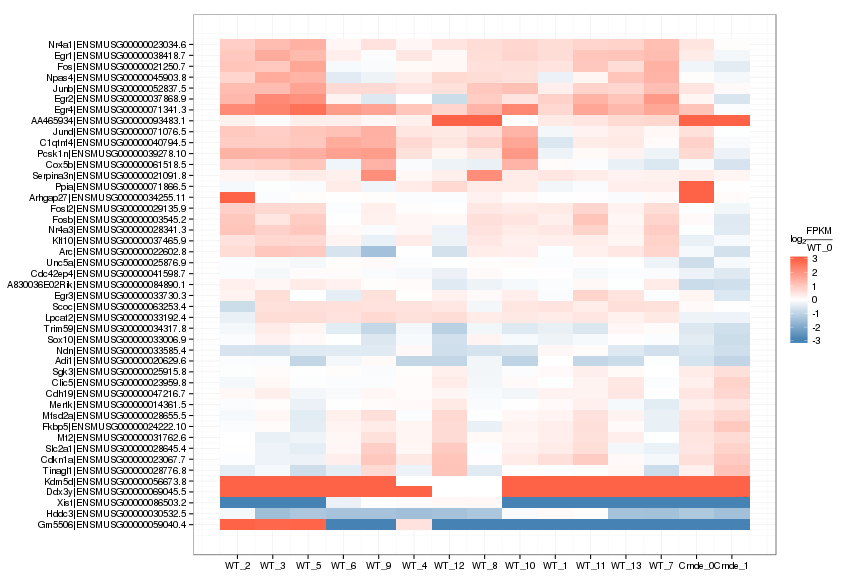 Nr4a1|ENSMUSG00000023034.6
Egr1|ENSMUSG00000038418.7
Fos|ENSMUSG00000021250.7
Npas4|ENSMUSG00000045903.8
Junb|ENSMUSG00000052837.5
Egr2|ENSMUSG00000037868.9
Egr4|ENSMUSG00000071341.3
AA465934|ENSMUSG00000093483.1
Jund|ENSMUSG00000071076.5
C1qtnf4|ENSMUSG00000040794.5
Pcsk1n|ENSMUSG00000039278.10
Cox5b|ENSMUSG00000061518.5
Serpina3n|ENSMUSG00000021091.8
Ppia|ENSMUSG00000071866.5
Arhgap27|ENSMUSG00000034255.11
Fosl2|ENSMUSG00000029135.9
Fosb|ENSMUSG00000003545.2
Nr4a3|ENSMUSG00000028341.3
Klf10|ENSMUSG00000037465.9
Arc|ENSMUSG00000022602.8
Unc5a|ENSMUSG00000025876.9
Cdc42ep4|ENSMUSG00000041598.7
A830036E02Rik|ENSMUSG00000084890.1
Egr3|ENSMUSG00000033730.3
Scoc|ENSMUSG00000063253.4
Lpcat2|ENSMUSG00000033192.4
Trim59|ENSMUSG00000034317.8
Sox10|ENSMUSG00000033006.9
Ndn|ENSMUSG00000033585.4
Adi1|ENSMUSG00000020629.6
Sgk3|ENSMUSG00000025915.8
Clic5|ENSMUSG00000023959.8
Cdh19|ENSMUSG00000047216.7
Mertk|ENSMUSG00000014361.5
Mfsd2a|ENSMUSG00000028655.5
Fkbp5|ENSMUSG00000024222.10
Mt2|ENSMUSG00000031762.6
Slc2a1|ENSMUSG00000028645.4
Cdkn1a|ENSMUSG00000023067.7
Tinagl1|ENSMUSG00000028776.8
Kdm5d|ENSMUSG00000056673.8
Ddx3y|ENSMUSG00000069045.5
Xist|ENSMUSG00000086503.2
Hddc3|ENSMUSG00000030532.5
Gm5506|ENSMUSG00000059040.4
WT_2 WT_3 WT_5 WT_6 WT_9 WT_4 WT_12 WT_8 WT_10 WT_1 WT_11 WT_13 WT_7 Crnde_0 Crnde_1
log2 FPKM
WT_0
3
2
1
0
-1
-2
-3